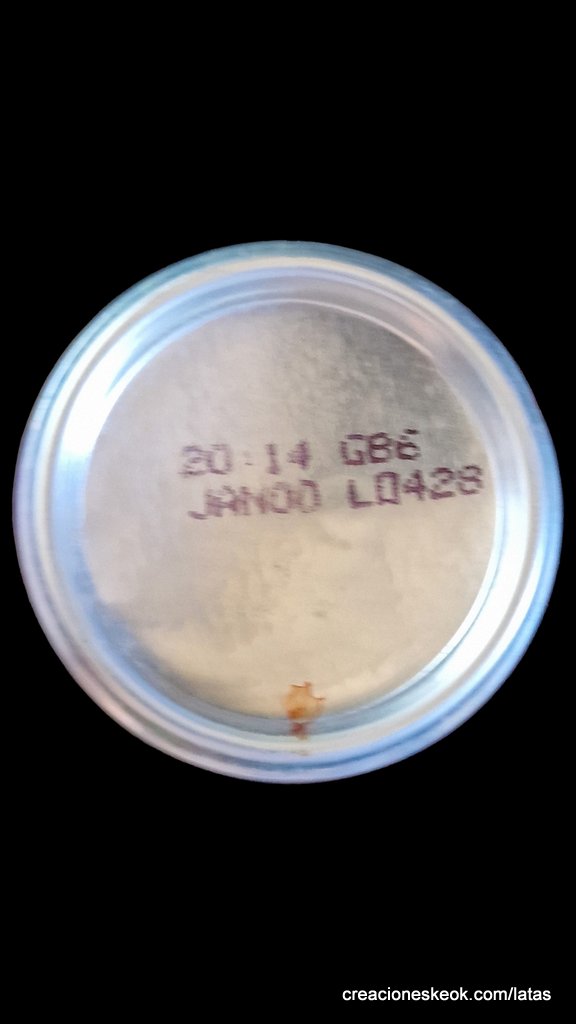 20:14 GB6
JAN00 L0428
creacioneskeok.com/latas